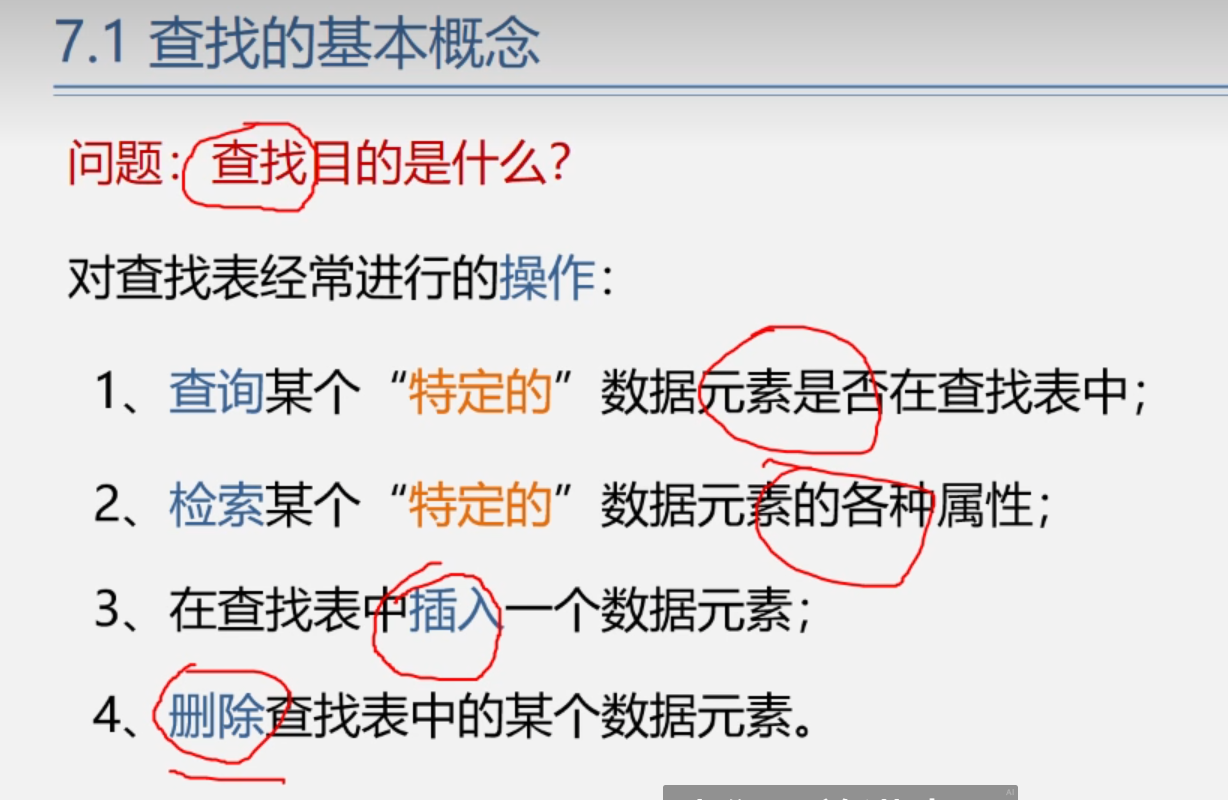 7.1 查找的基本概念
问题：查找目的是什么？
对查找表经常进行的操作：
1、查询某个“特定的”数据元素是否在查找表中；
2、检索某个“特定的”数据元素的各种属性；
3、在查找表中插入一个数据元素；
4、删除查找表中的某个数据元素。
AI